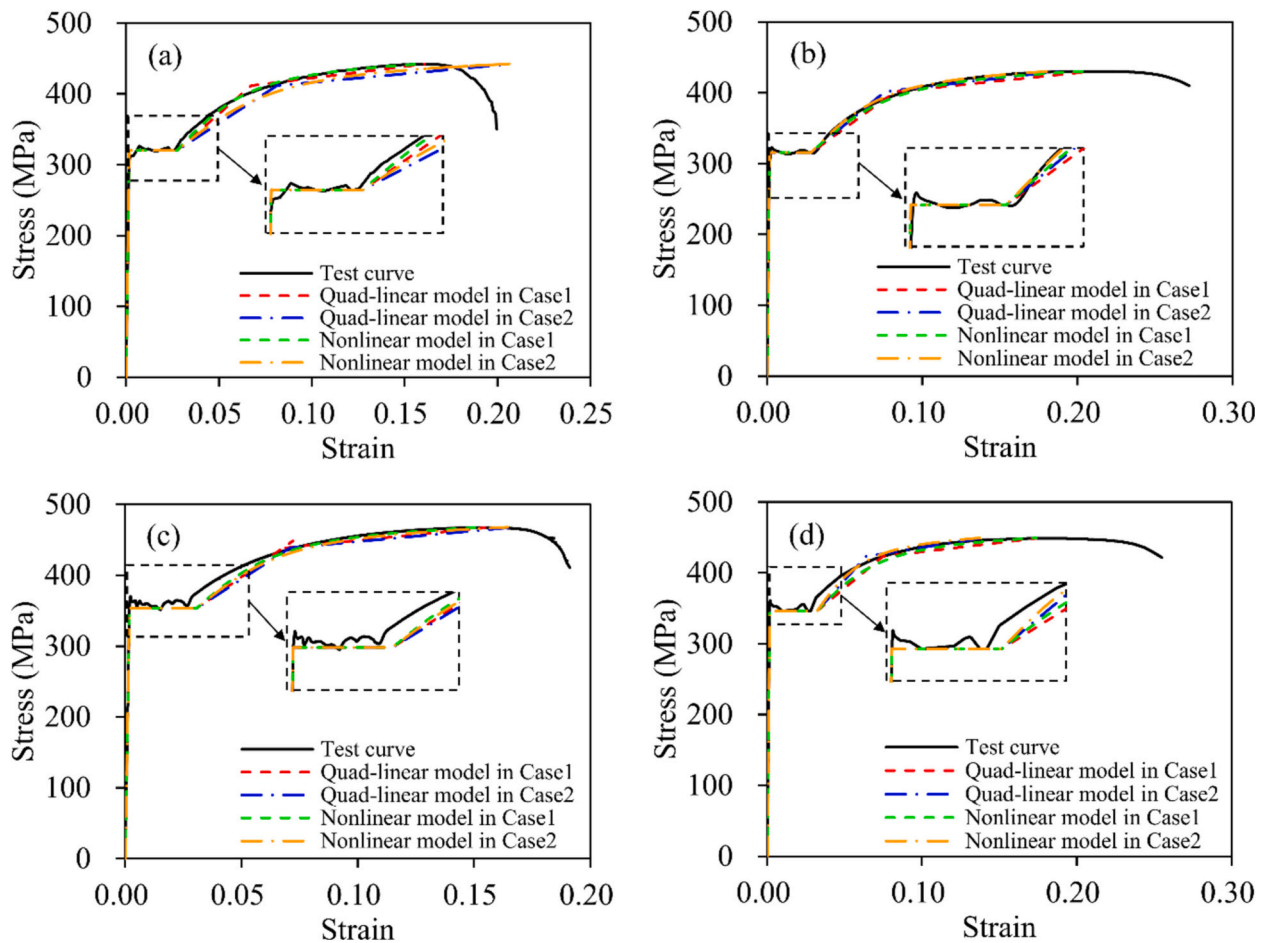 (a)
500
400
300
200
100
0
Stress (MPa)
Test curve
Quad-linear model in Case1
Quad-linear model in Case2
Nonlinear model in Case1
Nonlinear model in Case2
0.00 0.05 0.10 0.15 0.20 0.25
Strain
(b)
500
400
300
200
100
0
Stress (MPa)
Test curve
Quad-linear model in Case1
Quad-linear model in Case2
Nonlinear model in Case1
Nonlinear model in Case2
0.00 0.10 0.20 0.30
Strain
(c)
500
400
300
200
100
0
Stress (MPa)
Test curve
Quad-linear model in Case1
Quad-linear model in Case2
Nonlinear model in Case1
Nonlinear model in Case2
0.00 0.05 0.10 0.15 0.20
Strain
(d)
500
400
300
200
100
0
Stress (MPa)
Test curve
Quad-linear model in Case1
Quad-linear model in Case2
Nonlinear model in Case1
Nonlinear model in Case2
0.00 0.10 0.20 0.30
Strain